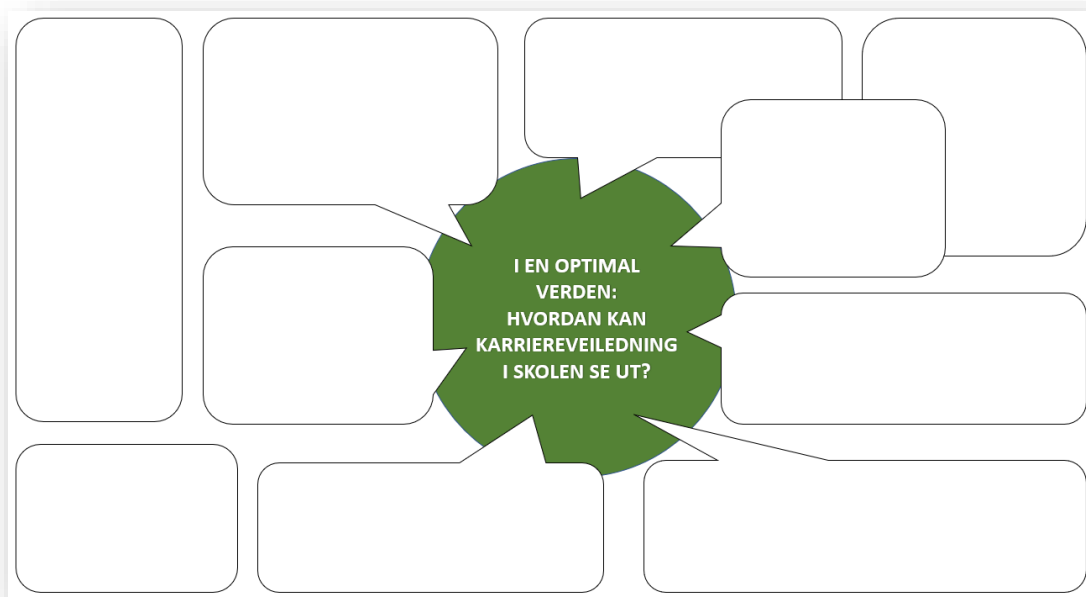 I EN OPTIMAL
VERDEN:
HVORDAN KAN
KARRIEREVEILEDNING
I SKOLEN SE UT?